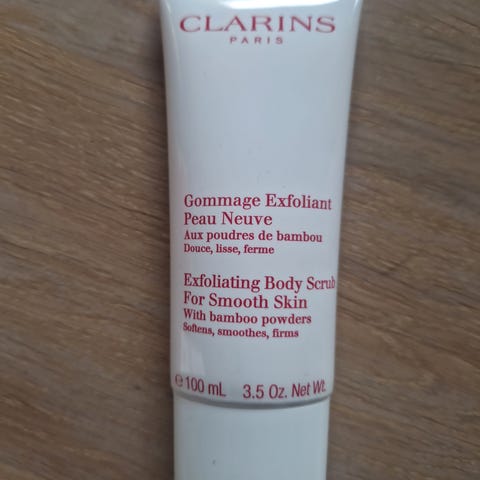 CLARINS
PARIS
Gommage Exfoliant
Peau Neuve
Aux poudres de bambou
Douce, lisse, ferme
Exfoliating Body Scrub
For Smooth Skin
With bamboo powders
Softens, smoothes, firms
℮100 mL 3.5 Oz. Net Wt.